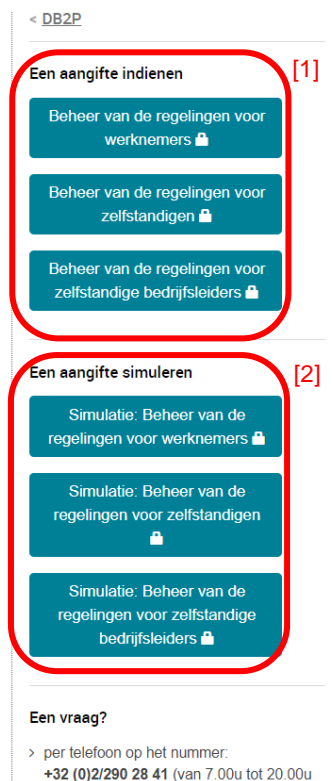 < DB2P
Een aangifte indienen [1]
Beheer van de regelingen voor
werknemers
Beheer van de regelingen voor
zelfstandigen
Beheer van de regelingen voor
zelfstandige bedrijfsleiders
Een aangifte simuleren [2]
Simulatie: Beheer van de
regelingen voor werknemers
Simulatie: Beheer van de
regelingen voor zelfstandigen
Simulatie: Beheer van de
regelingen voor zelfstandige
bedrijfsleiders
Een vraag?
> per telefoon op het nummer:
+32 (0)2/290 28 41 (van 7.00u tot 20.00u